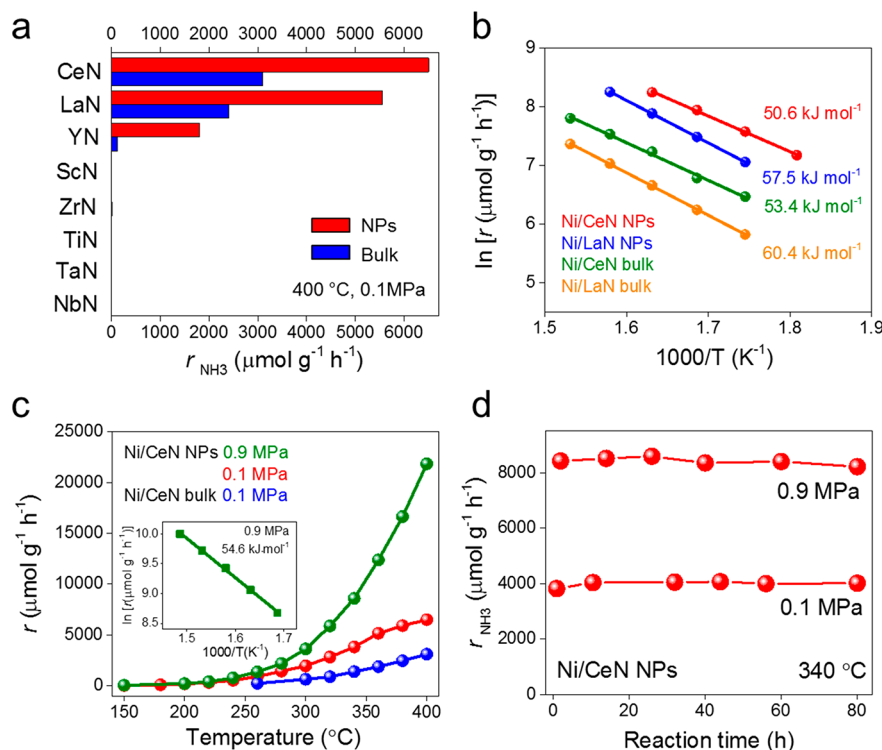 a
0 1000 2000 3000 4000 5000 6000
CeN
LaN
YN
ScN
ZrN
TiN
TaN
NbN
NPs
Bulk
400 °C, 0.1MPa
0 1000 2000 3000 4000 5000 6000
r NH3 (μmol g⁻¹ h⁻¹)
b
ln [r (μmol g⁻¹ h⁻¹)]
9
8
7
6
5
50.6 kJ mol⁻¹
57.5 kJ mol⁻¹
53.4 kJ mol⁻¹
60.4 kJ mol⁻¹
Ni/CeN NPs
Ni/LaN NPs
Ni/CeN bulk
Ni/LaN bulk
1.5 1.6 1.7 1.8 1.9
1000/T (K⁻¹)
c
r (μmol g⁻¹ h⁻¹)
25000
20000
15000
10000
5000
0
Ni/CeN NPs 0.9 MPa
0.1 MPa
Ni/CeN bulk 0.1 MPa
ln [r(μmol g⁻¹ h⁻¹)]
10.0
9.5
9.0
8.5
0.9 MPa
54.6 kJ·mol⁻¹
1.5 1.6 1.7
1000/T(K⁻¹)
150 200 250 300 350 400
Temperature (°C)
d
r NH3 (μmol g⁻¹ h⁻¹)
8000
6000
4000
2000
0
0.9 MPa
0.1 MPa
Ni/CeN NPs 340 °C
0 20 40 60 80
Reaction time (h)